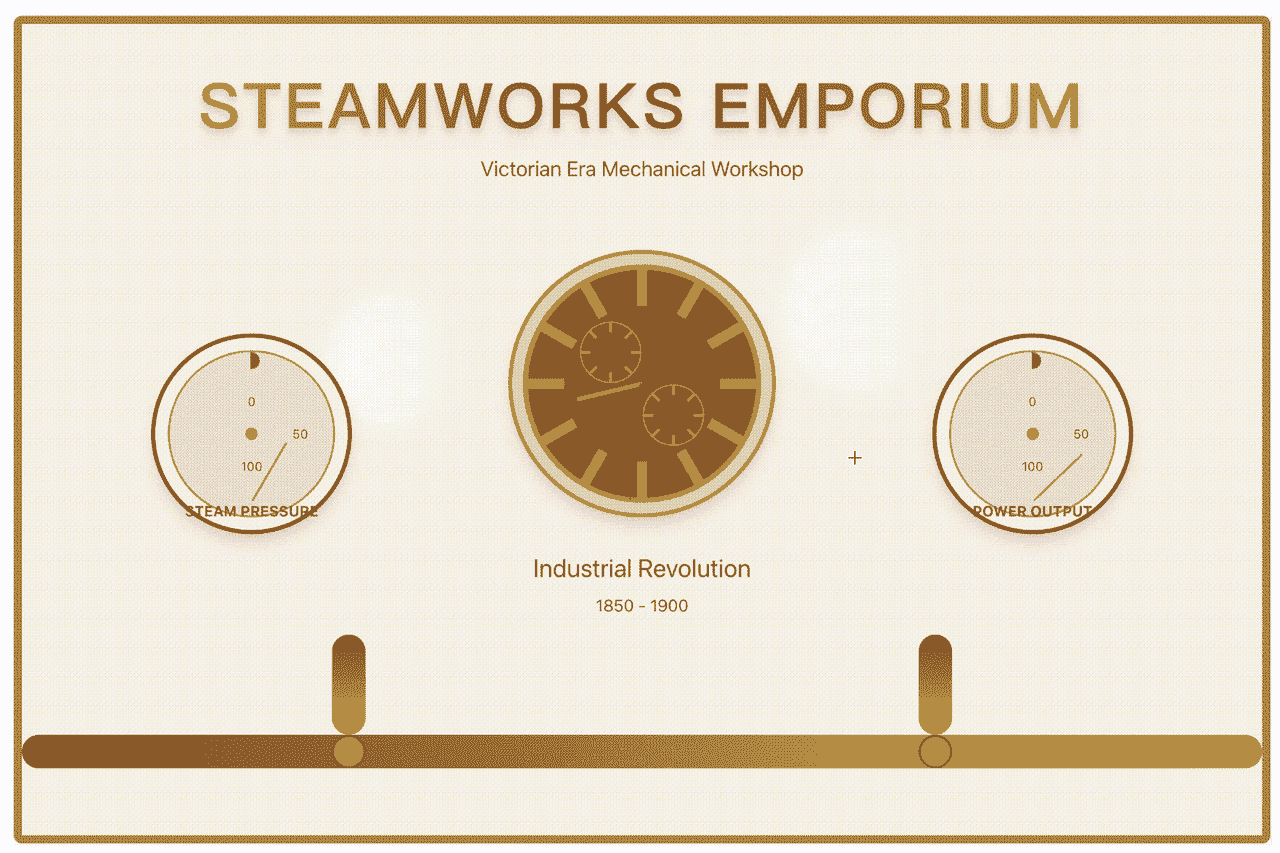 STEAMWORKS EMPORIUM
Victorian Era Mechanical Workshop
0
50
100
STEAM PRESSURE
0
50
100
POWER OUTPUT
Industrial Revolution
1850 - 1900